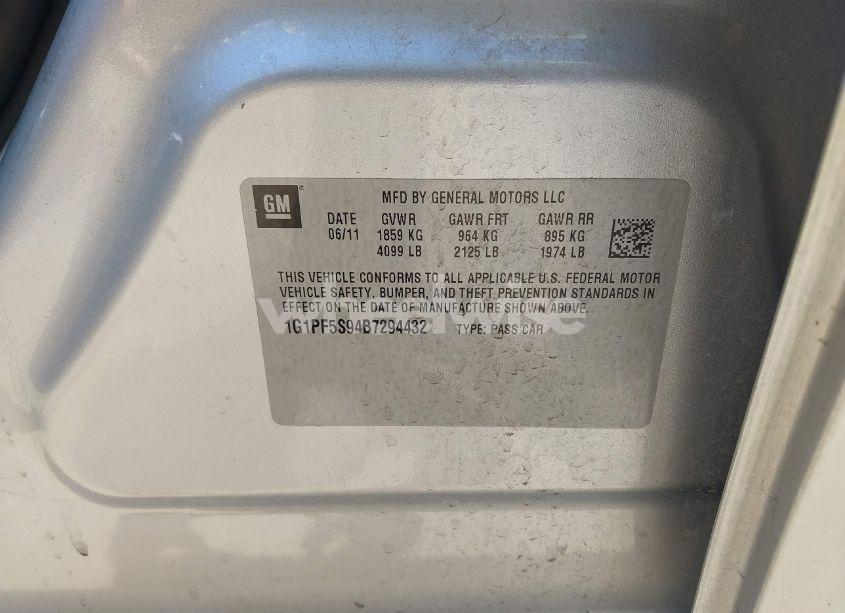 GM
MFD BY GENERAL MOTORS LLC
DATE GVWR GAWR FRT GAWR RR
06/11 1859 KG 964 KG 895 KG
4099 LB 2125 LB 1974 LB
THIS VEHICLE CONFORMS TO ALL APPLICABLE U.S. FEDERAL MOTOR
VEHICLE SAFETY, BUMPER, AND THEFT PREVENTION STANDARDS IN
EFFECT ON THE DATE OF MANUFACTURE SHOWN ABOVE.
1G1PF5S94B7294432 TYPE: PASS CAR